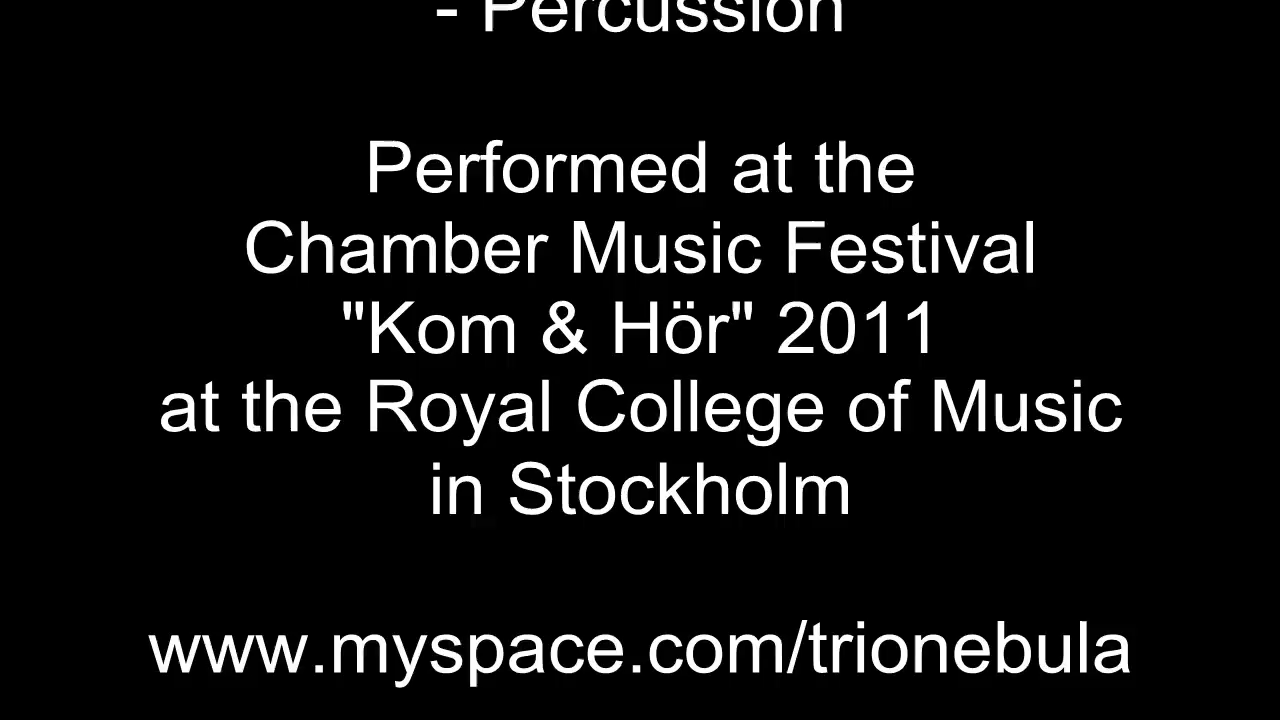 - Percussion
Performed at the
Chamber Music Festival
"Kom & Hör" 2011
at the Royal College of Music
in Stockholm
www.myspace.com/trionebula